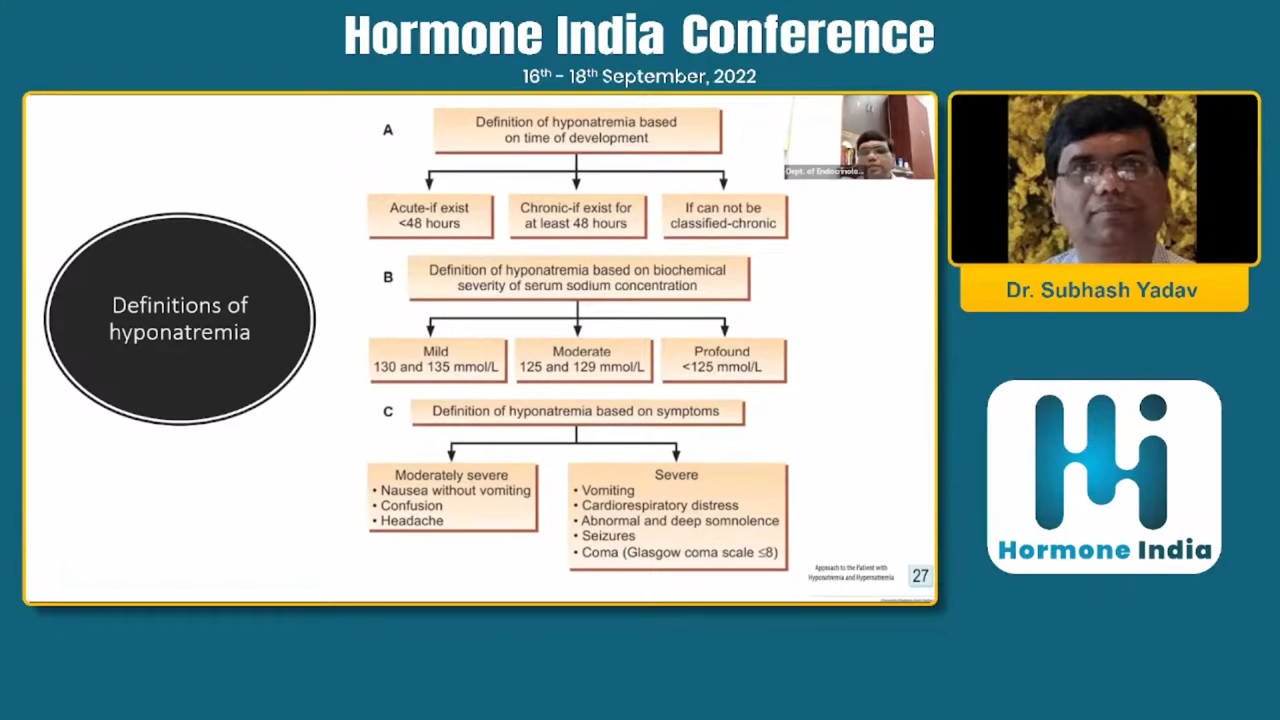 Hormone India Conference
16th - 18th September, 2022
Definitions of
hyponatremia
A
Definition of hyponatremia based
on time of development
Acute-if exist
<48 hours
Chronic-if exist for
at least 48 hours
If can not be
classified-chronic
B
Definition of hyponatremia based on biochemical
severity of serum sodium concentration
Mild
130 and 135 mmol/L
Moderate
125 and 129 mmol/L
Profound
<125 mmol/L
C
Definition of hyponatremia based on symptoms
Moderately severe
• Nausea without vomiting
• Confusion
• Headache
Severe
• Vomiting
• Cardiorespiratory distress
• Abnormal and deep somnolence
• Seizures
• Coma (Glasgow coma scale ≤8)
Approach to the Patient with
Hyponatremia and Hypernatremia
27
Dept. of Endocrinolo...
Dr. Subhash Yadav
Hi
Hormone India